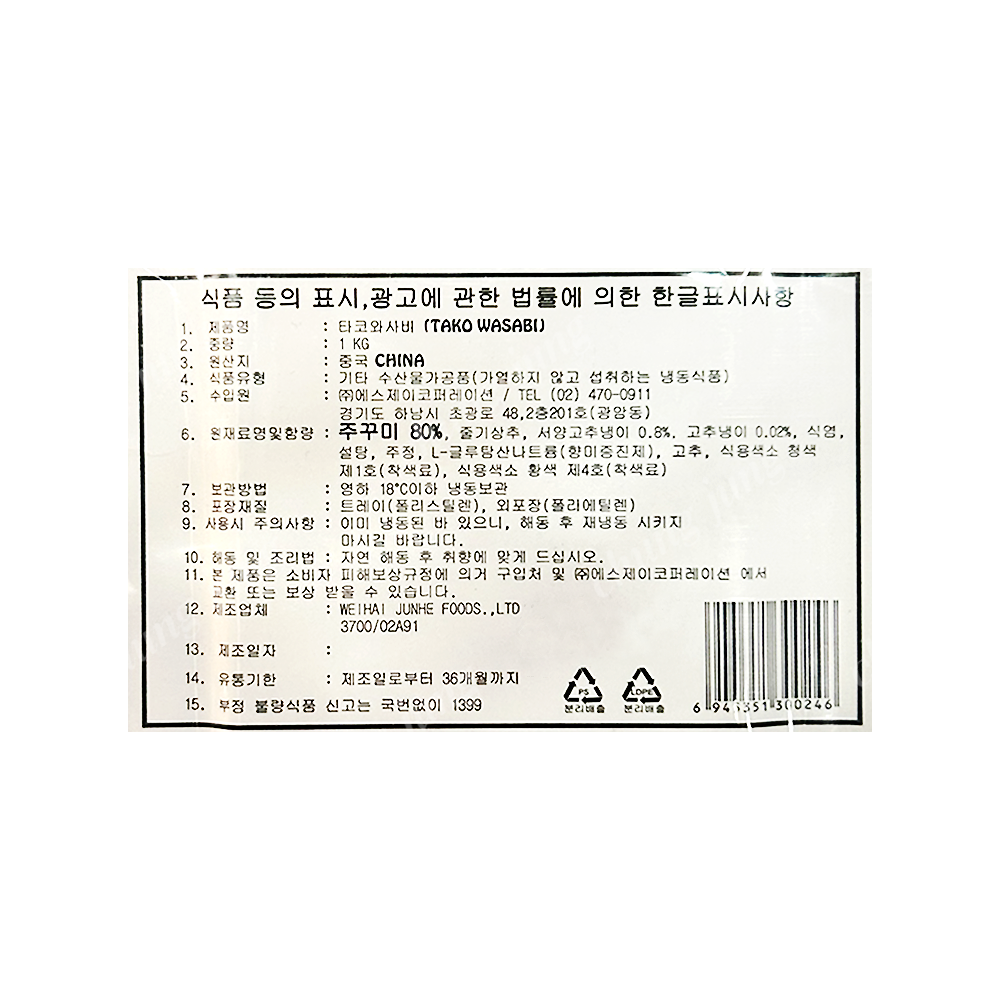 식품 등의 표시,광고에 관한 법률에 의한 한글표시사항
1. 제품명 : 타코와사비 (TAKO WASABI)
2. 중량 : 1 KG
3. 원산지 : 중국 CHINA
4. 식품유형 : 기타 수산물가공품(가열하지 않고 섭취하는 냉동식품)
5. 수입원 : ㈜에스제이코퍼레이션 / TEL (02) 470-0911
경기도 하남시 초광로 48,2층201호(광암동)
6. 원재료명및함량 : 주꾸미 80%, 줄기상추, 서양고추냉이 0.8%. 고추냉이 0.02%, 식염,
설탕, 주정, L-글루탐산나트륨(향미증진제), 고추, 식용색소 청색
제1호(착색료), 식용색소 황색 제4호(착색료)
7. 보관방법 : 영하 18°C이하 냉동보관
8. 포장재질 : 트레이(폴리스틸렌), 외포장(폴리에틸렌)
9. 사용시 주의사항 : 이미 냉동된 바 있으니, 해동 후 재냉동 시키지
마시길 바랍니다.
10. 해동 및 조리법 : 자연 해동 후 취향에 맞게 드십시오.
11. 본 제품은 소비자 피해보상규정에 의거 구입처 및 ㈜에스제이코퍼레이션 에서
교환 또는 보상 받을 수 있습니다.
12. 제조업체 : WEIHAI JUNHE FOODS.,LTD
3700/02A91
13. 제조일자 :
14. 유통기한 : 제조일로부터 36개월까지
15. 부정 불량식품 신고는 국번없이 1399
PS
분리배출
LDPE
분리배출